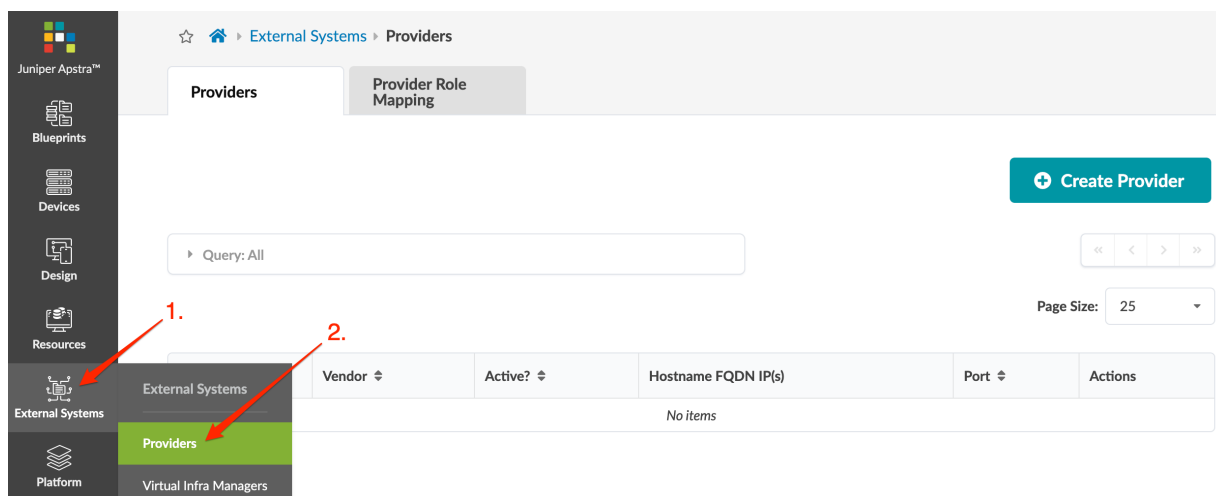 Juniper Apstra™
Blueprints
Devices
Design
Resources
External Systems
Platform
External Systems
Providers
Virtual Infra Managers
1.
2.
External Systems Providers
Providers
Provider Role
Mapping
Create Provider
Query: All
Page Size: 25
Vendor Active? Hostname FQDN IP(s) Port Actions
No items